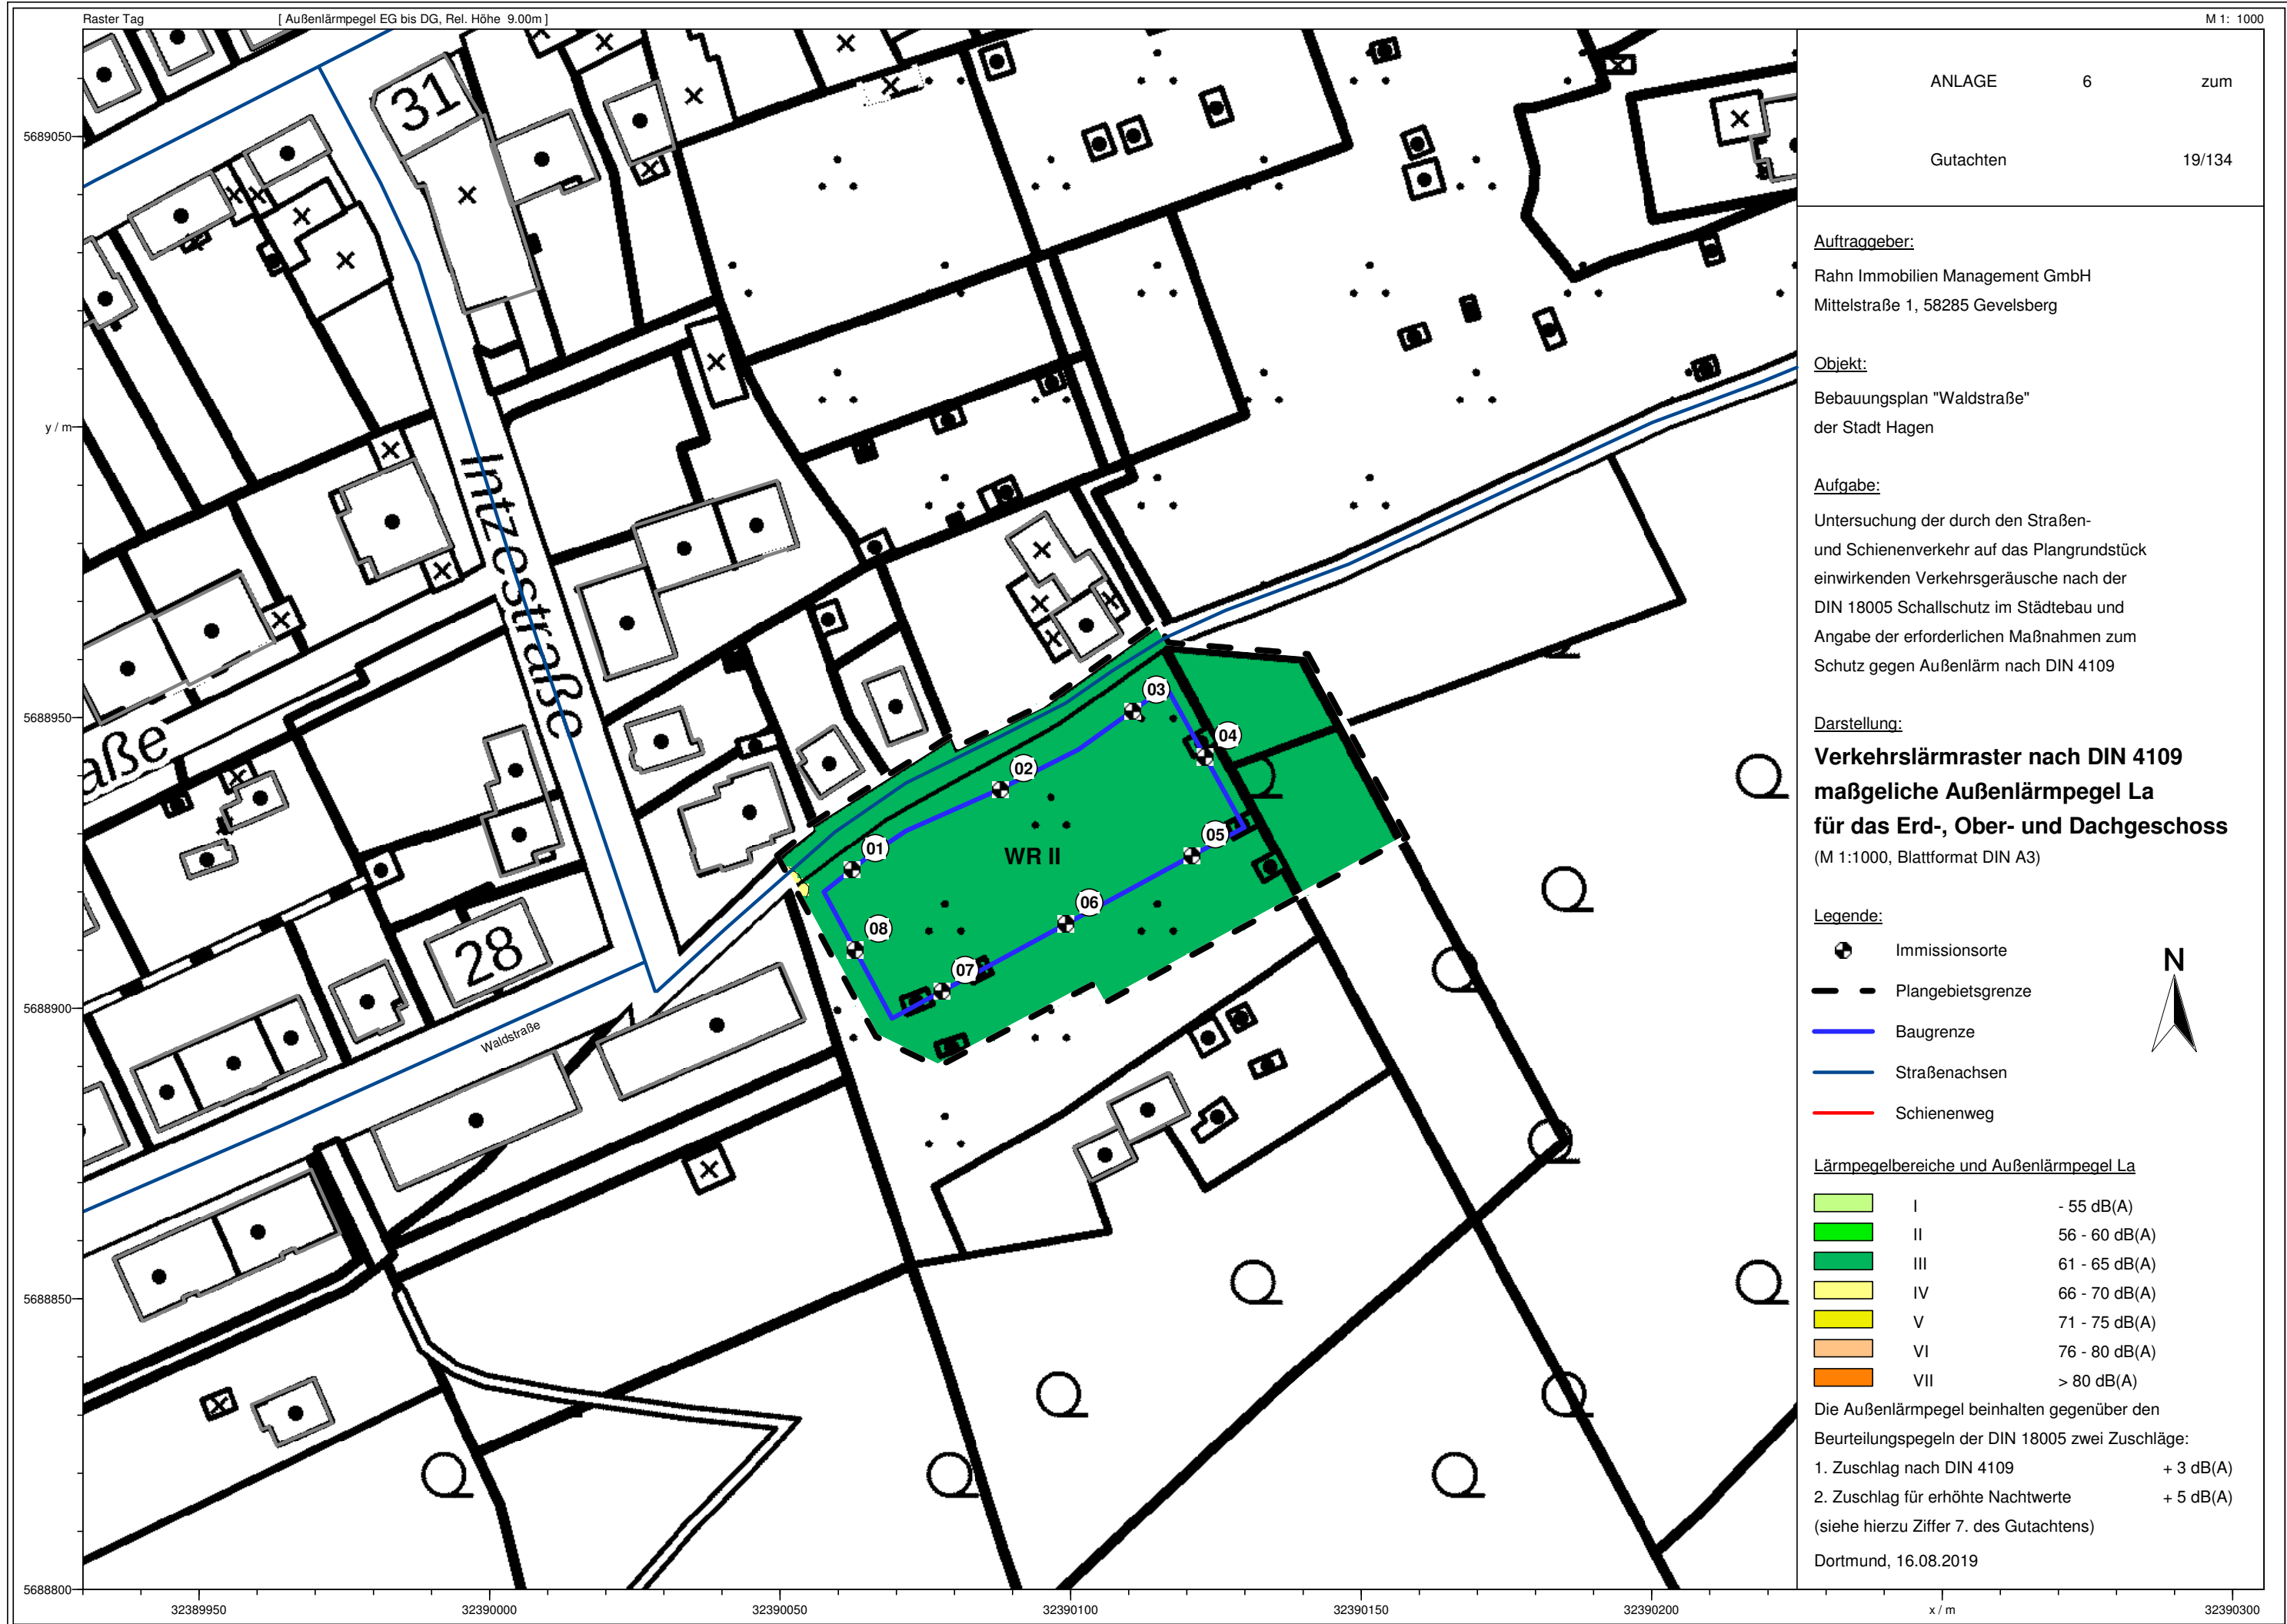 Raster Tag [ Außenlärmpegel EG bis DG, Rel. Höhe 9.00m ] M 1: 1000
ANLAGE 6 zum
Gutachten 19/134
Auftraggeber:
Rahn Immobilien Management GmbH
Mittelstraße 1, 58285 Gevelsberg
Objekt:
Bebauungsplan "Waldstraße"
der Stadt Hagen
Aufgabe:
Untersuchung der durch den Straßen-
und Schienenverkehr auf das Plangrundstück
einwirkenden Verkehrsgeräusche nach der
DIN 18005 Schallschutz im Städtebau und
Angabe der erforderlichen Maßnahmen zum
Schutz gegen Außenlärm nach DIN 4109
Darstellung:
Verkehrslärmraster nach DIN 4109
maßgeliche Außenlärmpegel La
für das Erd-, Ober- und Dachgeschoss
(M 1:1000, Blattformat DIN A3)
Legende:
Immissionsorte
Plangebietsgrenze
Baugrenze
Straßenachsen
Schienenweg
N
Lärmpegelbereiche und Außenlärmpegel La
I - 55 dB(A)
II 56 - 60 dB(A)
III 61 - 65 dB(A)
IV 66 - 70 dB(A)
V 71 - 75 dB(A)
VI 76 - 80 dB(A)
VII > 80 dB(A)
Die Außenlärmpegel beinhalten gegenüber den
Beurteilungspegeln der DIN 18005 zwei Zuschläge:
1. Zuschlag nach DIN 4109 + 3 dB(A)
2. Zuschlag für erhöhte Nachtwerte + 5 dB(A)
(siehe hierzu Ziffer 7. des Gutachtens)
Dortmund, 16.08.2019
5689050
y / m
5688950
5688900
5688850
5688800
32389950 32390000 32390050 32390100 32390150 32390200 x / m 32390300
31
Intzestraße
aße
28
Waldstraße
WR II
01
02
03
04
05
06
07
08